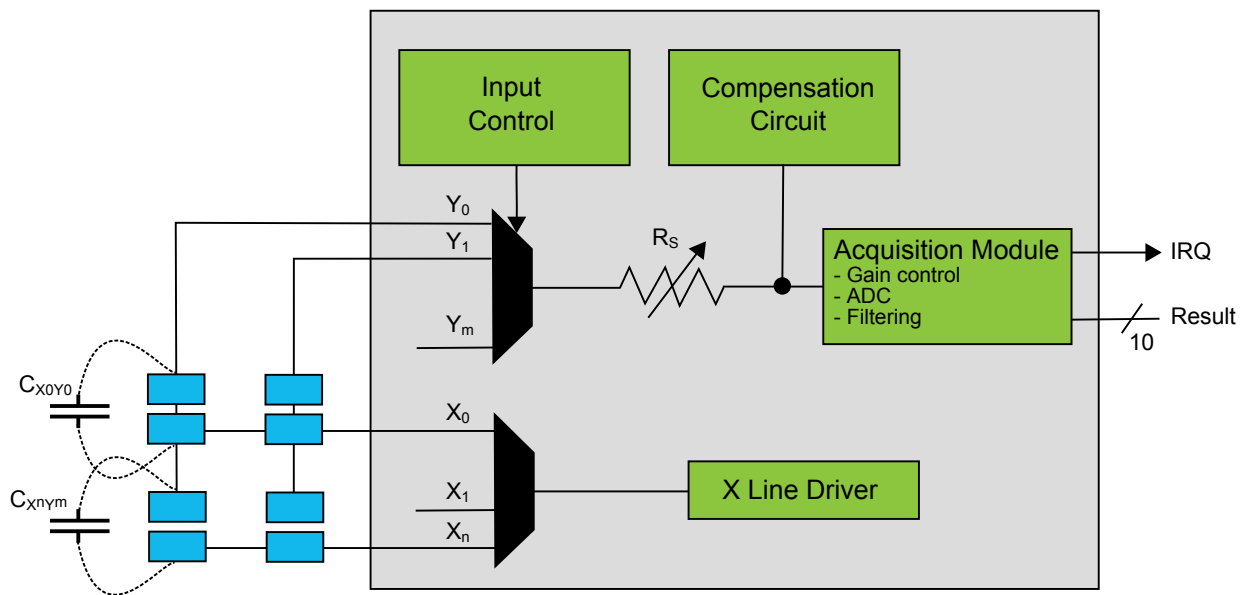 Input
Control
Compensation
Circuit
Y0
Y1
RS
Acquisition Module
- Gain control
- ADC
- Filtering
IRQ
Result
10
Ym
CX0Y0
X0
CXnYm
X1
Xn
X Line Driver